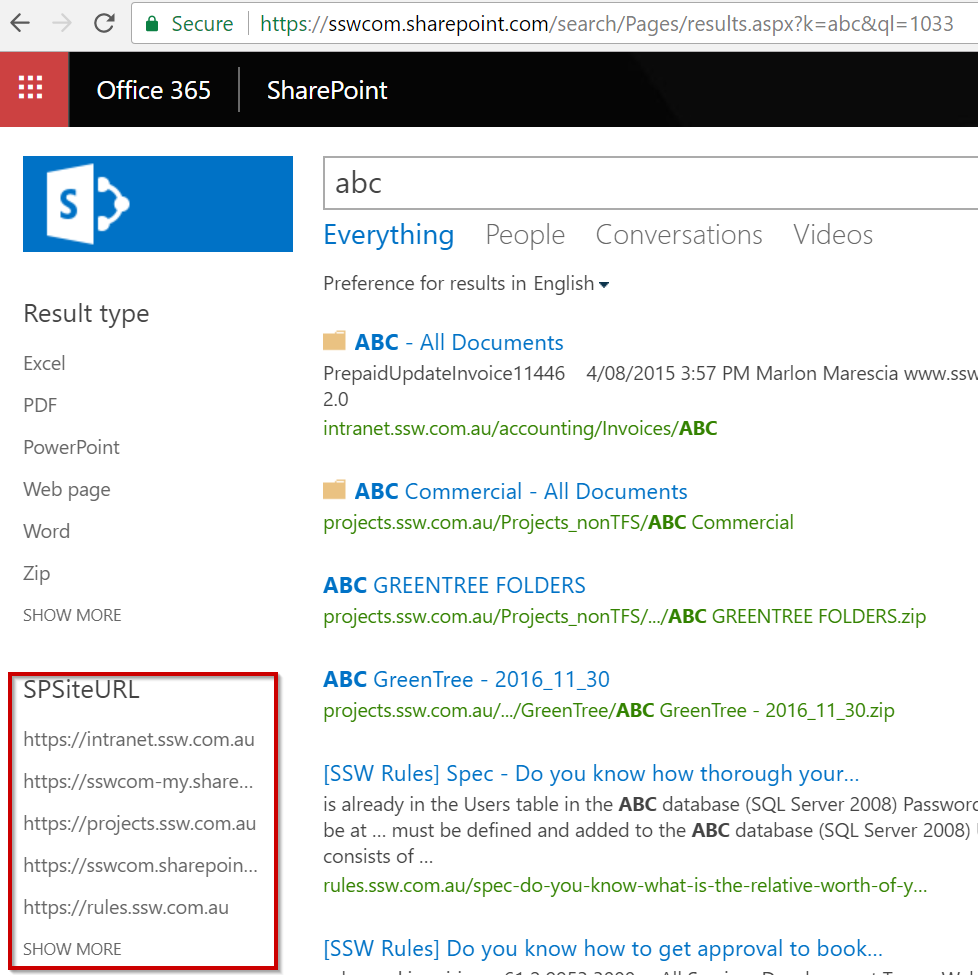 Secure https://sswcom.sharepoint.com/search/Pages/results.aspx?k=abc&ql=1033
Office 365 SharePoint
S
abc
Everything People Conversations Videos
Preference for results in English
Result type
Excel
PDF
PowerPoint
Web page
Word
Zip
SHOW MORE
SPSiteURL
https://intranet.ssw.com.au
https://sswcom-my.share...
https://projects.ssw.com.au
https://sswcom.sharepoin...
https://rules.ssw.com.au
SHOW MORE
ABC - All Documents
PrepaidUpdateInvoice11446 4/08/2015 3:57 PM Marlon Marescia www.ssw
2.0
intranet.ssw.com.au/accounting/Invoices/ABC
ABC Commercial - All Documents
projects.ssw.com.au/Projects_nonTFS/ABC Commercial
ABC GREENTREE FOLDERS
projects.ssw.com.au/Projects_nonTFS/.../ABC GREENTREE FOLDERS.zip
ABC GreenTree - 2016_11_30
projects.ssw.com.au/.../GreenTree/ABC GreenTree - 2016_11_30.zip
[SSW Rules] Spec - Do you know how thorough your...
is already in the Users table in the ABC database (SQL Server 2008) Password
be at ... must be defined and added to the ABC database (SQL Server 2008)
consists of ...
rules.ssw.com.au/spec-do-you-know-what-is-the-relative-worth-of-y...
[SSW Rules] Do you know how to get approval to book...